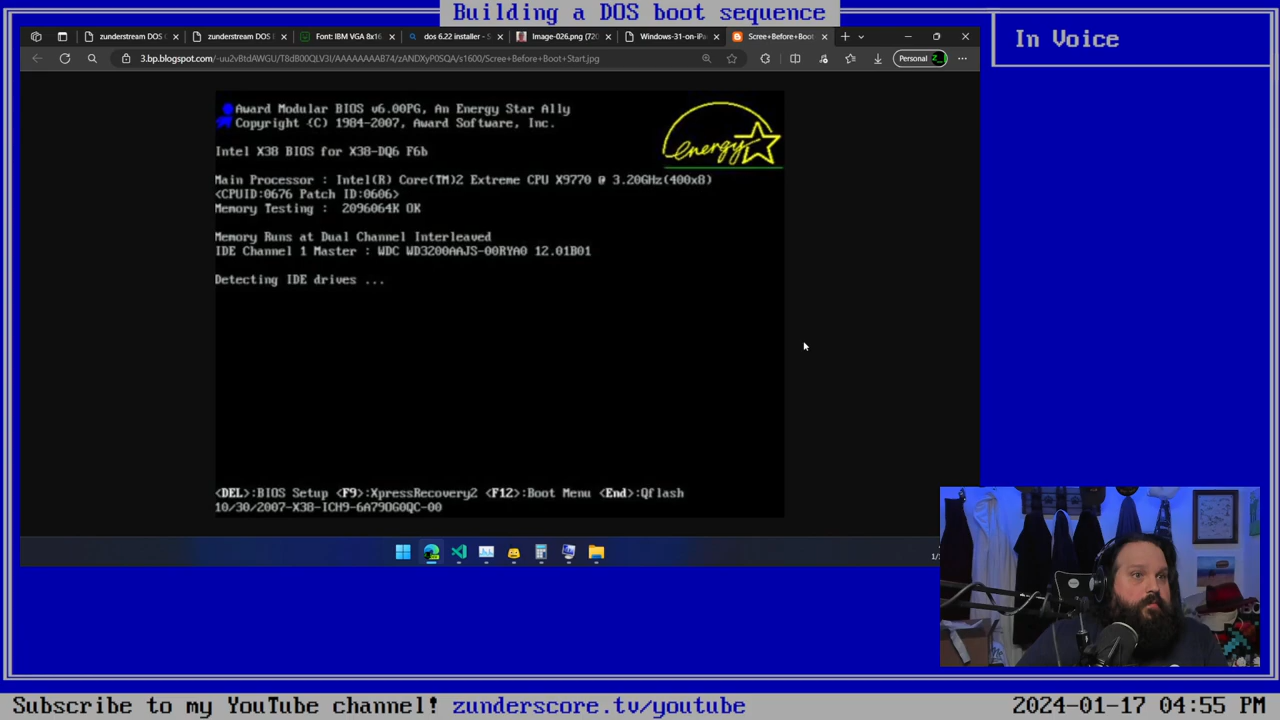 Building a DOS boot sequence
zunderstream DOS
zunderstream DOS
Font: IBM VGA 8x16
dos 6.22 installer - S
Image-026.png (720
Windows-31-on-iPa
Scree+Before+Boot
In Voice
3.bp.blogspot.com/-uu2vBtdAWGU/T8dB00QLV3I/AAAAAAAAB74/zANDXyP0SQA/s1600/Scree+Before+Boot+Start.jpg
Personal
Award Modular BIOS v6.00PG, An Energy Star Ally
Copyright (C) 1984-2007, Award Software, Inc.
energy
Intel X38 BIOS for X38-DQ6 F6b
Main Processor : Intel(R) Core(TM)2 Extreme CPU X9770 @ 3.20GHz(400x8)
<CPUID:0676 Patch ID:0606>
Memory Testing : 2096064K OK
Memory Runs at Dual Channel Interleaved
IDE Channel 1 Master : WDC WD3200AAJS-00RYA0 12.01B01
Detecting IDE drives ...
<DEL>:BIOS Setup <F9>:XpressRecovery2 <F12>:Boot Menu <End>:Qflash
10/30/2007-X38-ICH9-6A79OG0QC-00
Subscribe to my YouTube channel! zunderscore.tv/youtube
2024-01-17 04:55 PM